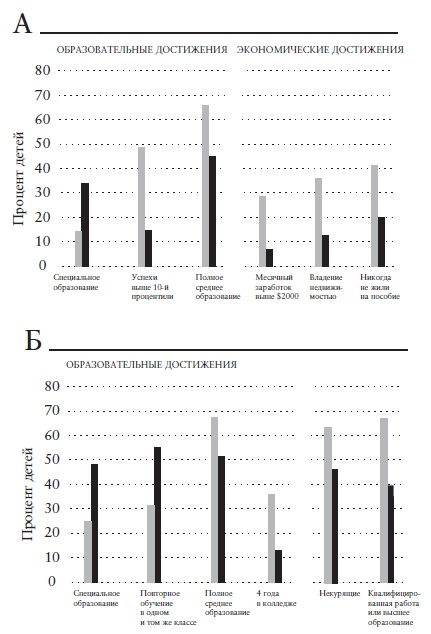 А
ОБРАЗОВАТЕЛЬНЫЕ ДОСТИЖЕНИЯ
ЭКОНОМИЧЕСКИЕ ДОСТИЖЕНИЯ
Процент детей
80
70
60
50
40
30
20
10
0
Специальное
образование
Успехи
выше 10-й
процентили
Полное
среднее
образование
Месячный
заработок
выше $2000
Владение
недвижи-
мостью
Никогда
не жили
на пособие
Б
ОБРАЗОВАТЕЛЬНЫЕ ДОСТИЖЕНИЯ
Процент детей
80
70
60
50
40
30
20
10
0
Специальное
образование
Повторное
обучение
в одном
и том же классе
Полное
среднее
образование
4 года
в колледже
Некурящие
Квалифициро-
ванная работа
или высшее
образование